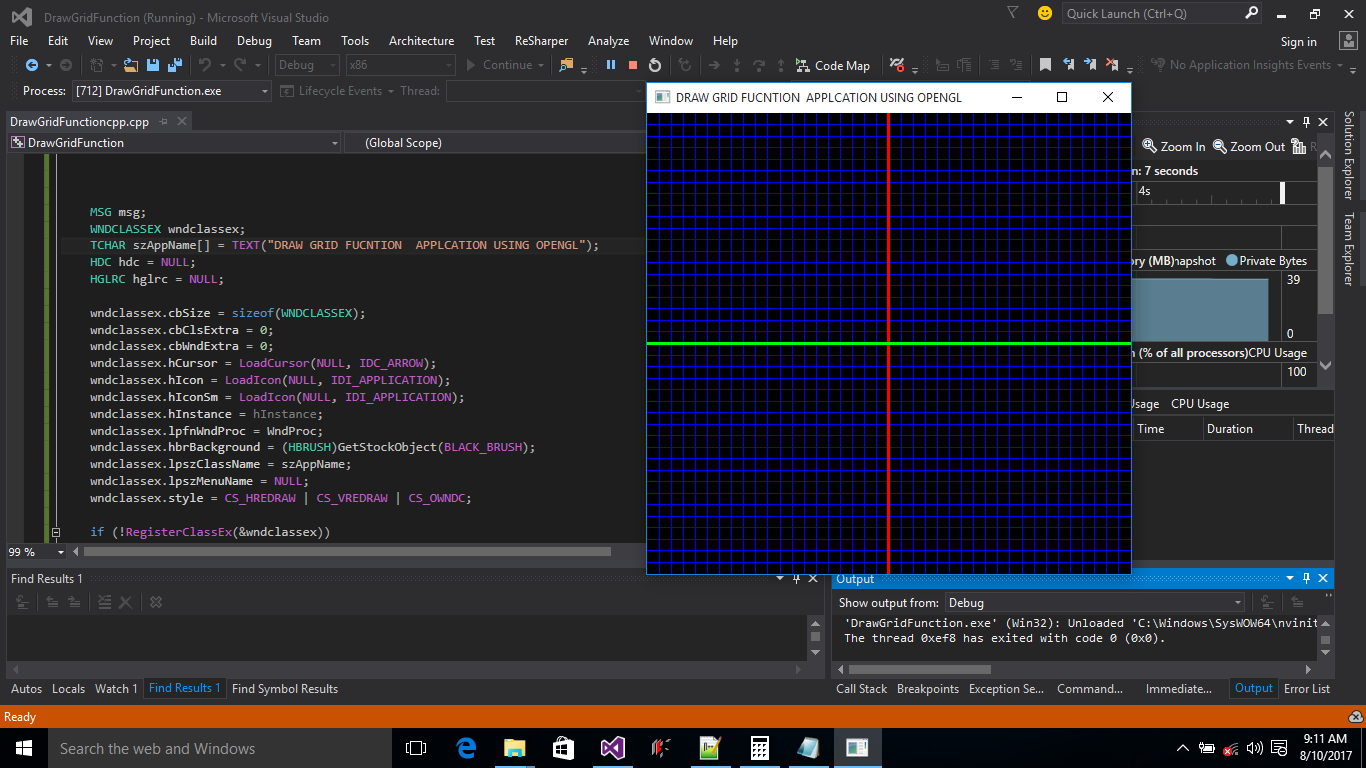 DrawGridFunction (Running) - Microsoft Visual Studio
Quick Launch (Ctrl+Q)
File Edit View Project Build Debug Team Tools Architecture Test ReSharper Analyze Window Help
Sign in
Debug x86 Continue Code Map No Application Insights Events
Process: [712] DrawGridFunction.exe Lifecycle Events Thread:
DRAW GRID FUCNTION APPLCATION USING OPENGL
DrawGridFunctioncpp.cpp
DrawGridFunction (Global Scope)
MSG msg;
WNDCLASSEX wndclassex;
TCHAR szAppName[] = TEXT("DRAW GRID FUCNTION  APPLCATION USING OPENGL");
HDC hdc = NULL;
HGLRC hglrc = NULL;
wndclassex.cbSize = sizeof(WNDCLASSEX);
wndclassex.cbClsExtra = 0;
wndclassex.cbWndExtra = 0;
wndclassex.hCursor = LoadCursor(NULL, IDC_ARROW);
wndclassex.hIcon = LoadIcon(NULL, IDI_APPLICATION);
wndclassex.hIconSm = LoadIcon(NULL, IDI_APPLICATION);
wndclassex.hInstance = hInstance;
wndclassex.lpfnWndProc = WndProc;
wndclassex.hbrBackground = (HBRUSH)GetStockObject(BLACK_BRUSH);
wndclassex.lpszClassName = szAppName;
wndclassex.lpszMenuName = NULL;
wndclassex.style = CS_HREDRAW | CS_VREDRAW | CS_OWNDC;
if (!RegisterClassEx(&wndclassex))
99 %
Zoom In Zoom Out
n: 7 seconds
4s
ory (MB) napshot Private Bytes
39
0
n (% of all processors) CPU Usage
100
Usage CPU Usage
Time Duration Thread
Solution Explorer
Team Explorer
Find Results 1
Output
Show output from: Debug
'DrawGridFunction.exe' (Win32): Unloaded 'C:\Windows\SysWOW64\nvinit
The thread 0xef8 has exited with code 0 (0x0).
Autos Locals Watch 1 Find Results 1 Find Symbol Results
Call Stack Breakpoints Exception Se... Command... Immediate... Output Error List
Ready
Search the web and Windows
9:11 AM
8/10/2017